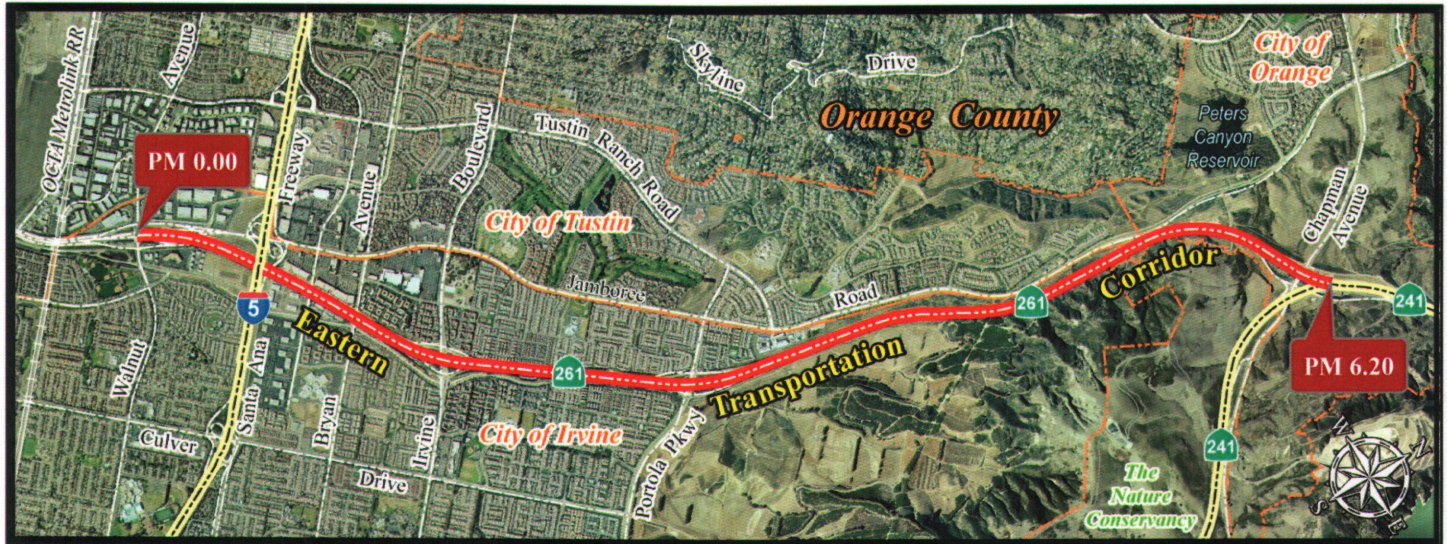 OCTA Metrolink RR
Avenue
PM 0.00
Freeway
Avenue
Boulevard
Tustin Ranch Road
Skyline
Drive
Orange County
City of
Orange
Peters
Canyon
Reservoir
Chapman
Avenue
City of Tustin
Jamboree
Road
5
Eastern
261
Transportation
261
Corridor
241
PM 6.20
Walnut
Santa Ana
Bryan
Irvine
Culver
Drive
City of Irvine
Portola Pkwy
241
The
Nature
Conservancy
W
N
S
E